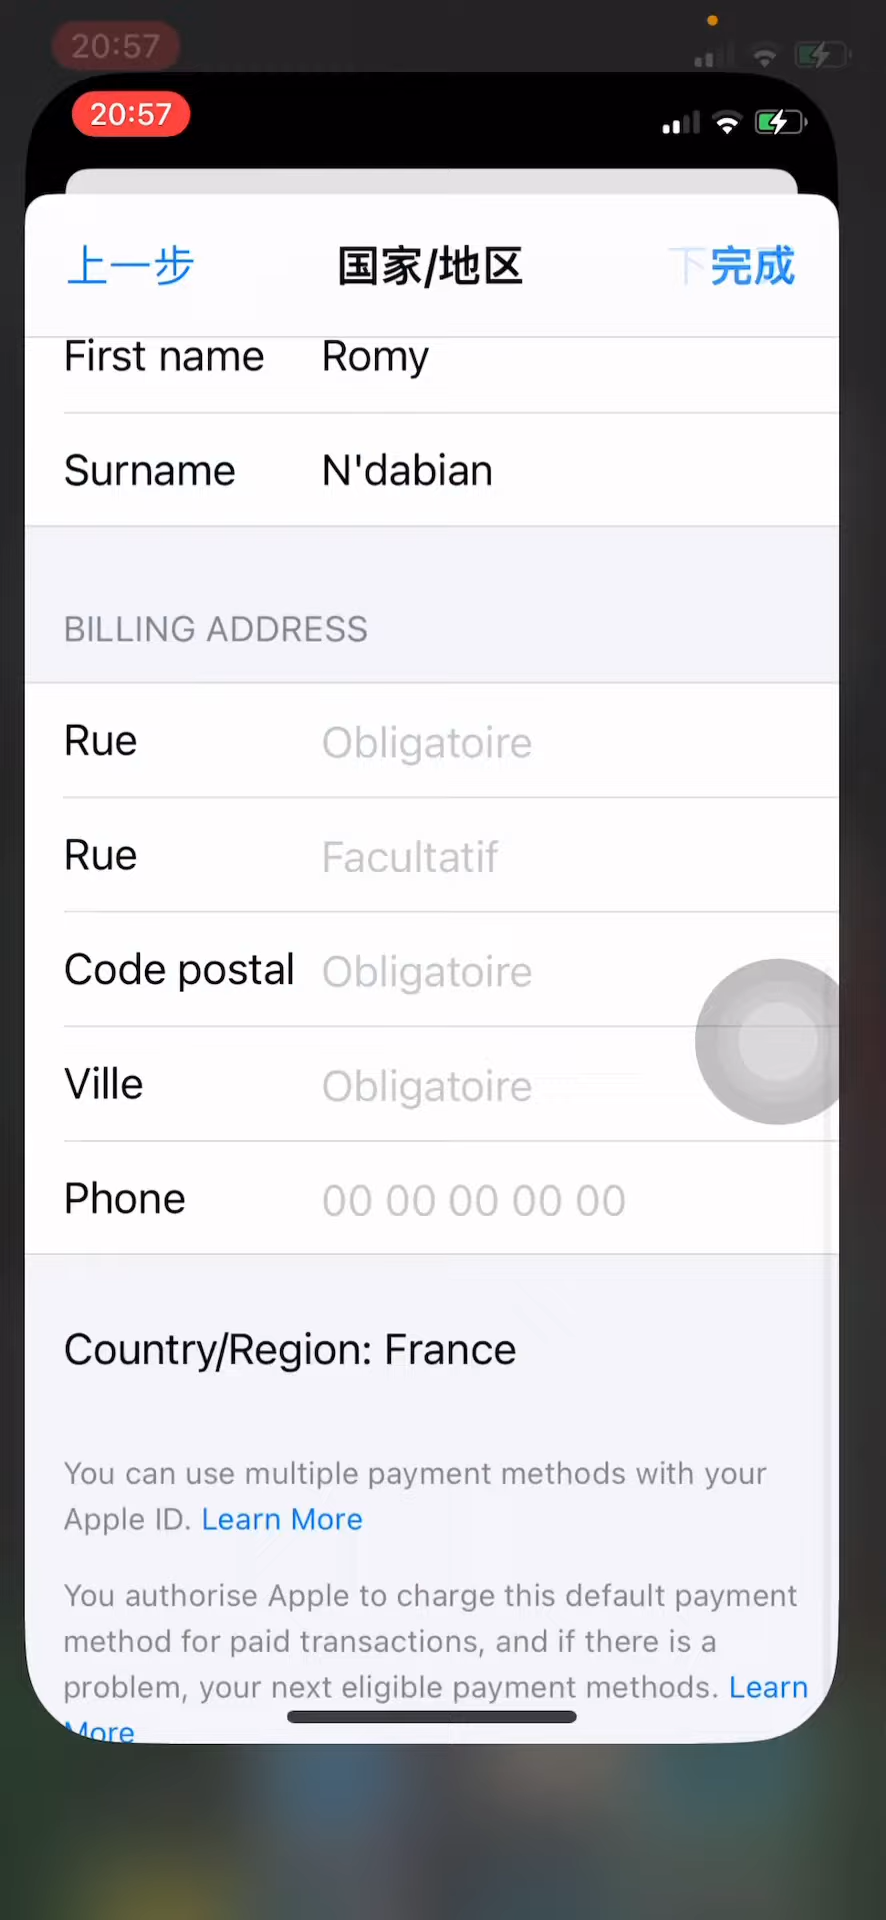 20:57
20:57
上一步
国家/地区
下完成
First name Romy
Surname N'dabian
BILLING ADDRESS
Rue Obligatoire
Rue Facultatif
Code postal Obligatoire
Ville Obligatoire
Phone 00 00 00 00 00
Country/Region: France
You can use multiple payment methods with your
Apple ID. Learn More
You authorise Apple to charge this default payment
method for paid transactions, and if there is a
problem, your next eligible payment methods. Learn
More